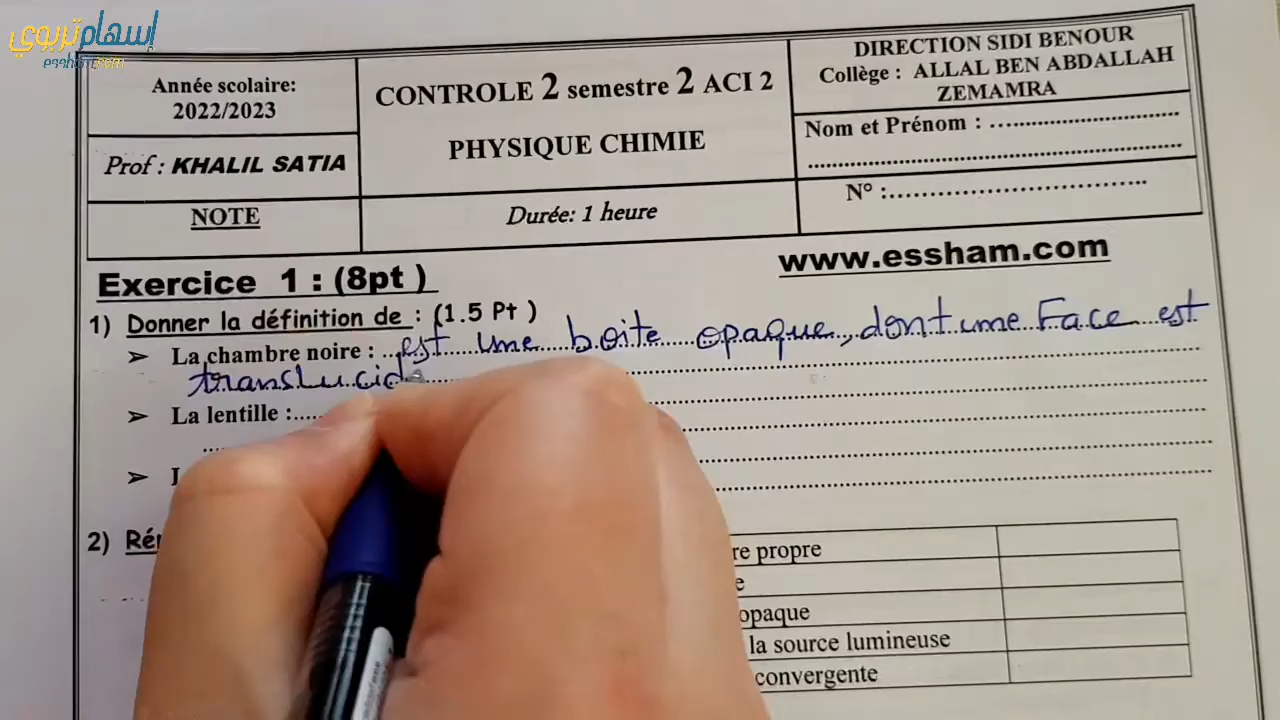 إسهام تربوي
essham.com
Année scolaire:
2022/2023
Prof : KHALIL SATIA
NOTE
CONTROLE 2 semestre 2 ACI 2
PHYSIQUE CHIMIE
Durée: 1 heure
DIRECTION SIDI BENOUR
Collège : ALLAL BEN ABDALLAH
ZEMAMRA
Nom et Prénom : ...............................
N° :.................................
Exercice 1 : (8pt )
www.essham.com
1) Donner la définition de : (1.5 Pt )
➢ La chambre noire : est une boite opaque, dont une Face est
translucide
➢ La lentille :.....
➢
2) Ré
re propre
e
opaque
la source lumineuse
convergente